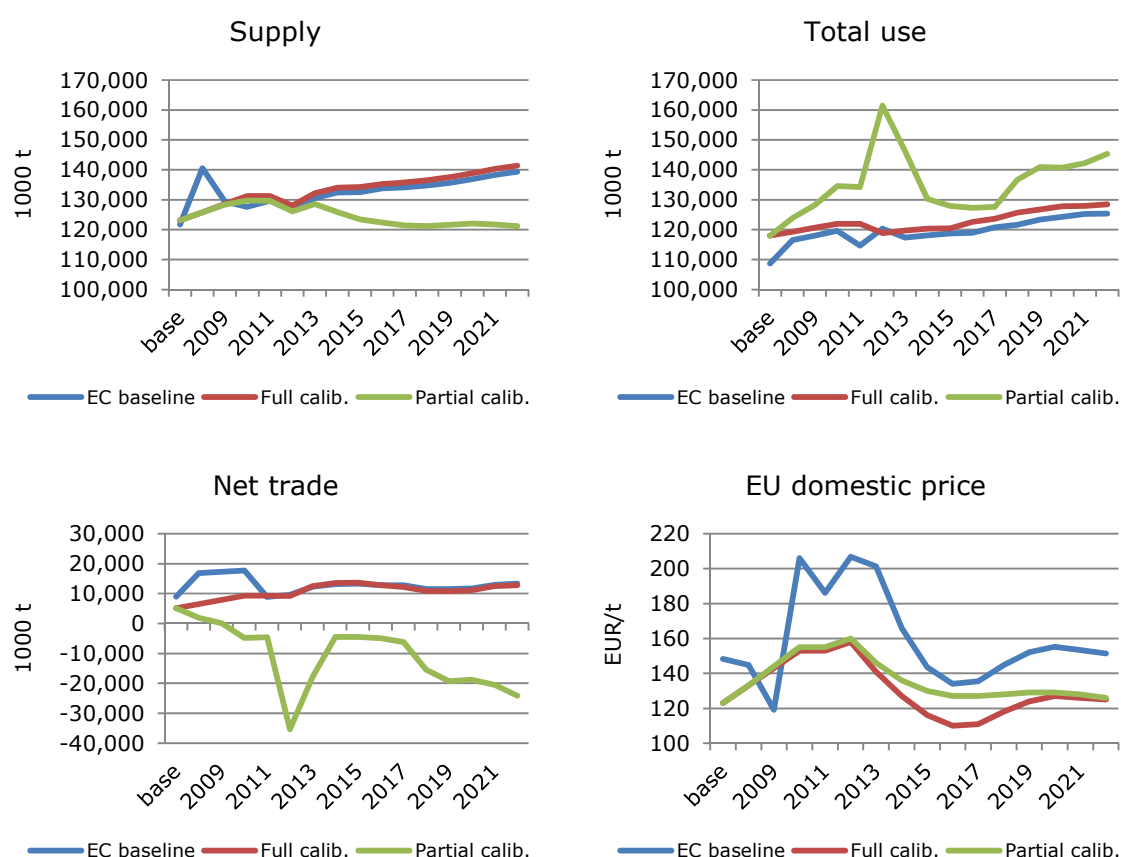 Supply
170,000
160,000
150,000
140,000
130,000
120,000
110,000
100,000
1000 t
base 2009 2011 2013 2015 2017 2019 2021
EC baseline Full calib. Partial calib.
Total use
170,000
160,000
150,000
140,000
130,000
120,000
110,000
100,000
1000 t
base 2009 2011 2013 2015 2017 2019 2021
EC baseline Full calib. Partial calib.
Net trade
30,000
20,000
10,000
0
-10,000
-20,000
-30,000
-40,000
1000 t
base 2009 2011 2013 2015 2017 2019 2021
EC baseline Full calib. Partial calib.
EU domestic price
220
200
180
160
140
120
100
EUR/t
base 2009 2011 2013 2015 2017 2019 2021
EC baseline Full calib. Partial calib.